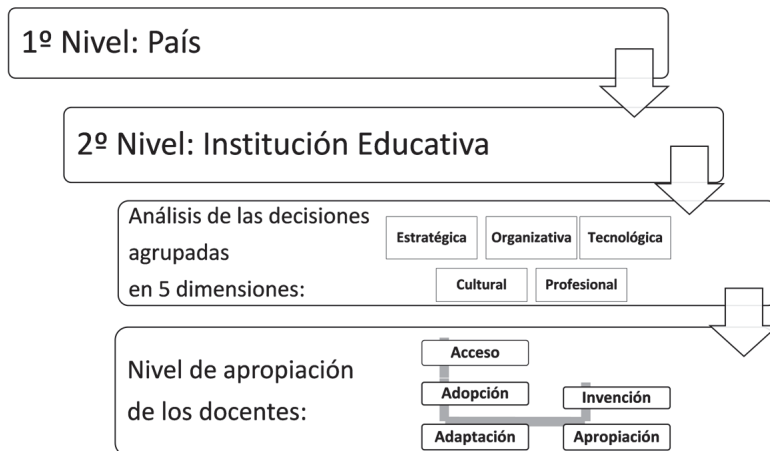 1º Nivel: País
2º Nivel: Institución Educativa
Análisis de las decisiones
agrupadas
en 5 dimensiones:
Estratégica
Organizativa
Tecnológica
Cultural
Profesional
Nivel de apropiación
de los docentes:
Acceso
Adopción
Adaptación
Apropiación
Invención